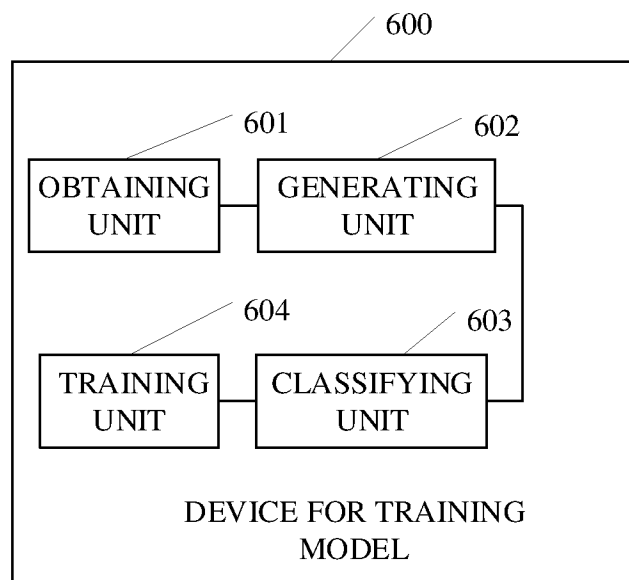 600
601
602
OBTAINING
UNIT
GENERATING
UNIT
604
603
TRAINING
UNIT
CLASSIFYING
UNIT
DEVICE FOR TRAINING
MODEL